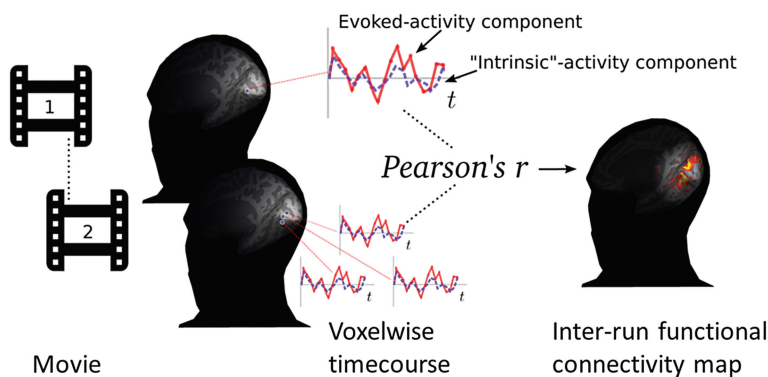 Evoked-activity component
"Intrinsic"-activity component
t
1
Pearson's r
2
t
t
t
Movie
Voxelwise
timecourse
Inter-run functional
connectivity map